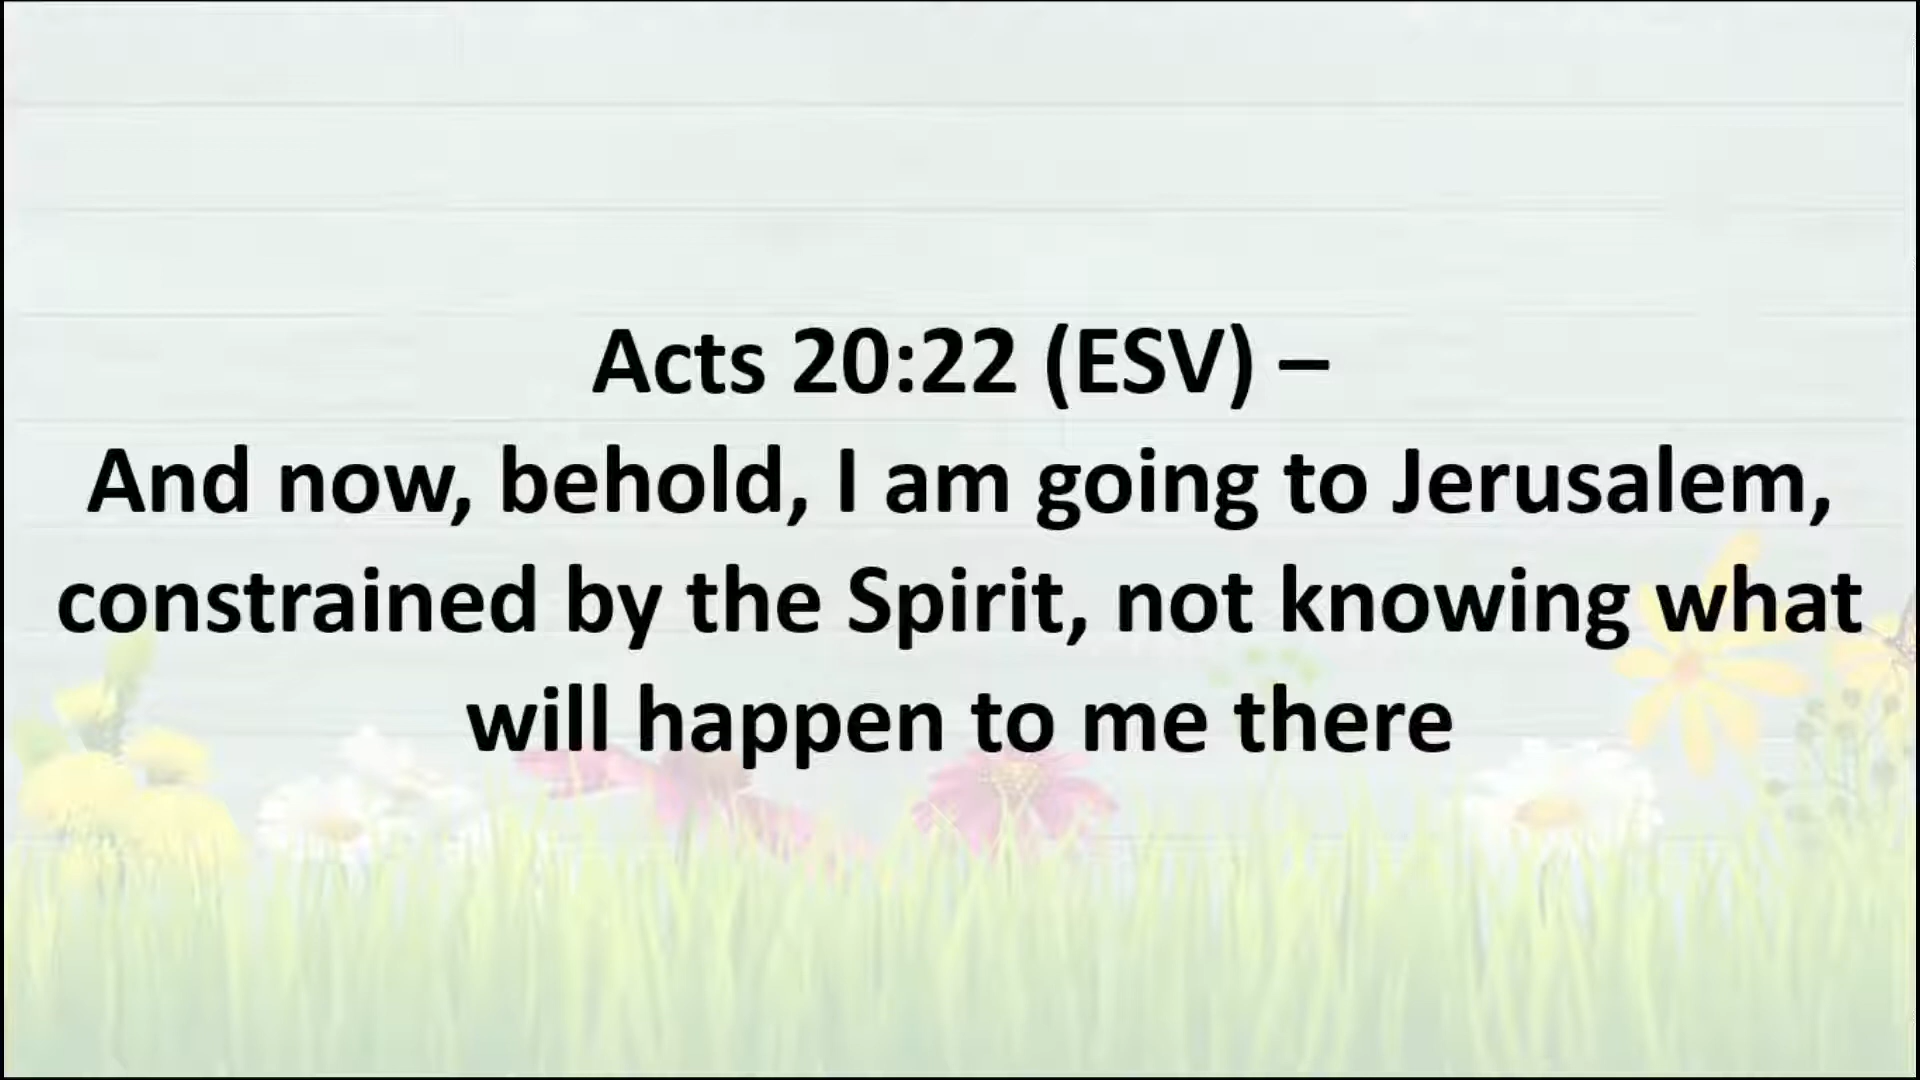 Acts 20:22 (ESV) –
And now, behold, I am going to Jerusalem,
constrained by the Spirit, not knowing what
will happen to me there